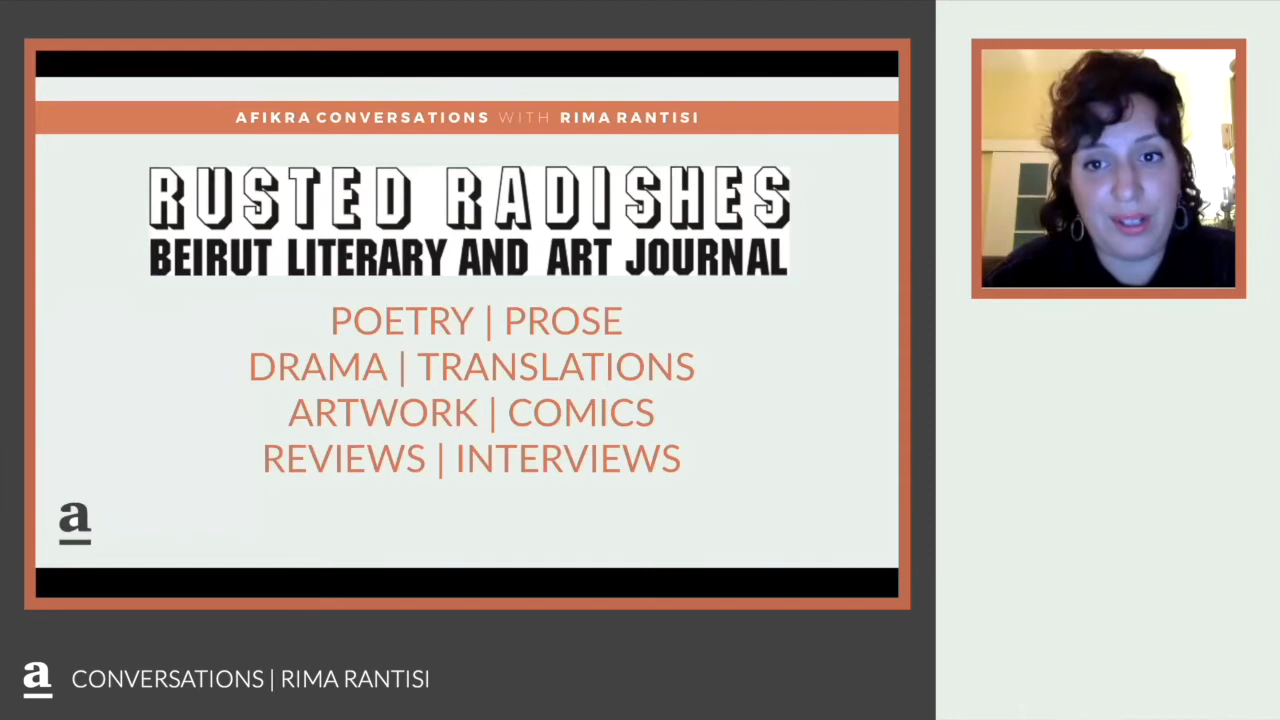 AFIKRA CONVERSATIONS WITH RIMA RANTISI
RUSTED RADISHES
BEIRUT LITERARY AND ART JOURNAL
POETRY | PROSE
DRAMA | TRANSLATIONS
ARTWORK | COMICS
REVIEWS | INTERVIEWS
a
a CONVERSATIONS | RIMA RANTISI